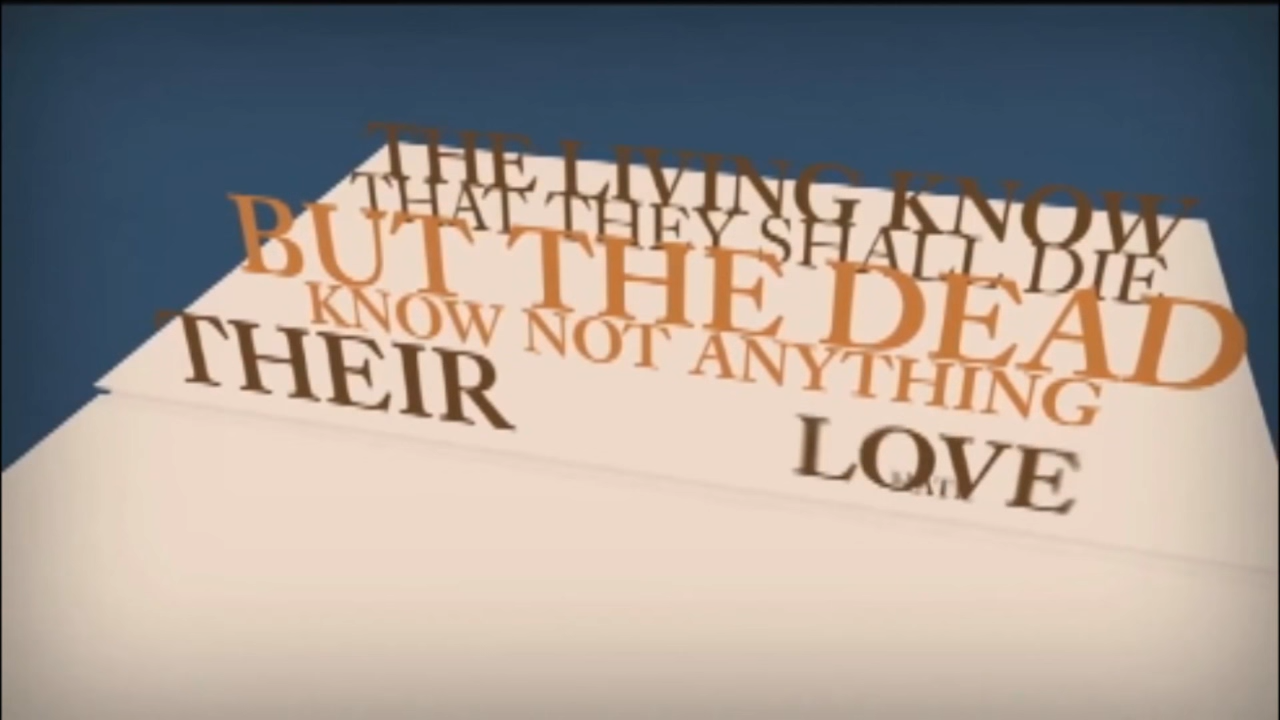 THE LIVING KNOW
THAT THEY SHALL DIE
BUT THE DEAD
KNOW NOT ANYTHING
THEIR LOVE